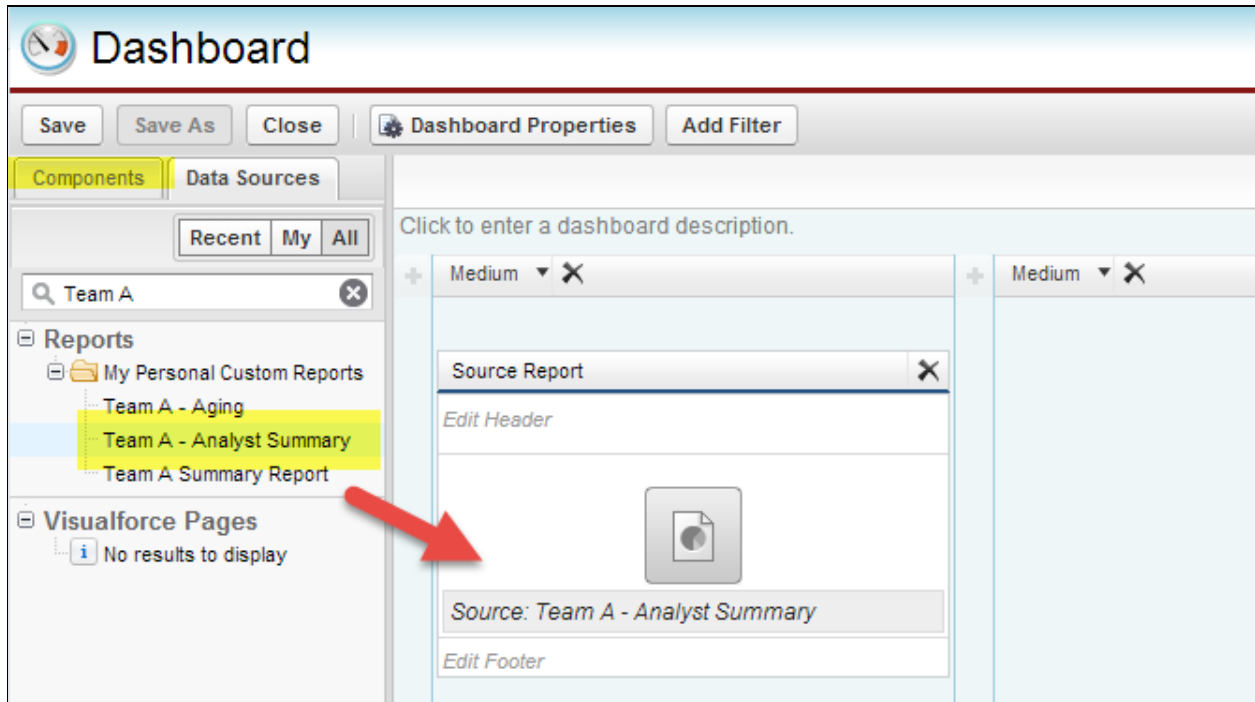 Dashboard
Save Save As Close Dashboard Properties Add Filter
Components Data Sources
Recent My All
Team A
Reports
My Personal Custom Reports
Team A - Aging
Team A - Analyst Summary
Team A Summary Report
Visualforce Pages
i No results to display
Click to enter a dashboard description.
Medium
Medium
Source Report
Edit Header
Source: Team A - Analyst Summary
Edit Footer